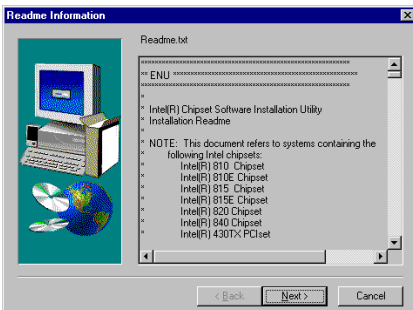 Readme Information
Readme.txt
** ENU **
* Intel(R) Chipset Software Installation Utility
* Installation Readme
*
* NOTE: This document refers to systems containing the
* following Intel chipsets:
* Intel(R) 810 Chipset
* Intel(R) 810E Chipset
* Intel(R) 815 Chipset
* Intel(R) 815E Chipset
* Intel(R) 820 Chipset
* Intel(R) 840 Chipset
* Intel(R) 430TX PCIset
< Back
Next >
Cancel